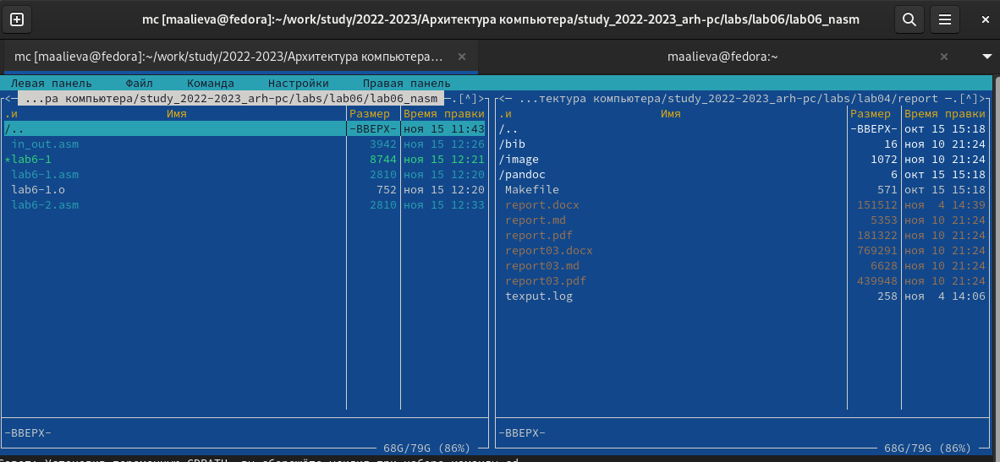 mc [maalieva@fedora]:~/work/study/2022-2023/Архитектура компьютера/study_2022-2023_arh-pc/labs/lab06/lab06_nasm
mc [maalieva@fedora]:~/work/study/2022-2023/Архитектура компьютера… × maalieva@fedora:~ ×
Левая панель Файл Команда Настройки Правая панель
<— ...ра компьютера/study_2022-2023_arh-pc/labs/lab06/lab06_nasm —.[^]> <— ...тектура компьютера/study_2022-2023_arh-pc/labs/lab04/report —.[^]>
.и Имя Размер Время правки .и Имя Размер Время правки
/.. -ВВЕРХ- ноя 15 11:43 /.. -ВВЕРХ- окт 15 15:18
in_out.asm 3942 ноя 15 12:26 /bib 16 ноя 10 21:24
*lab6-1 8744 ноя 15 12:21 /image 1072 ноя 10 21:24
lab6-1.asm 2810 ноя 15 12:20 /pandoc 6 окт 15 15:18
lab6-1.o 752 ноя 15 12:20 Makefile 571 окт 15 15:18
lab6-2.asm 2810 ноя 15 12:33 report.docx 151512 ноя 4 14:39
report.md 5353 ноя 10 21:24
report.pdf 181322 ноя 10 21:24
report03.docx 769291 ноя 10 21:24
report03.md 6628 ноя 10 21:24
report03.pdf 439948 ноя 10 21:24
texput.log 258 ноя 4 14:06
-ВВЕРХ- -ВВЕРХ-
68G/79G (86%) 68G/79G (86%)